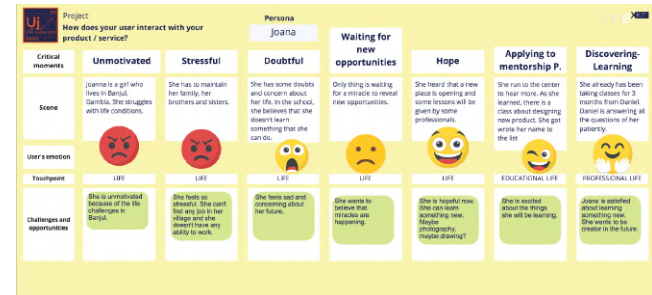 Uj
Project
How does your user interact with your
product / service?
Persona
Joana
Critical
moments
Unmotivated
Stressful
Doubtful
Waiting for
new
opportunities
Hope
Applying to
mentorship P.
Discovering-
Learning
Scene
Joanna is a girl who
lives in Banjul,
Gambia. She struggles
with life conditions.
She has to maintain
her family, her
brothers and sisters.
She has some doubts
and concern about
her life. In the school,
she believes that she
doesn't learn
something that she
can do.
Only thing is waiting
for a miracle to reveal
new opportunities.
She heard that a new
place is opening and
some lessons will be
given by some
professionals.
She run to the center
to hear more. As she
learned, there is a
class about designing
new product. She got
wrote her name to
the list
She already has been
taking classes for 3
months from Daniel.
Daniel is answering all
the questions of her
patiently.
User's emotion
Touchpoint
LIFE
LIFE
LIFE
LIFE
LIFE
EDUCATIONAL LIFE
PROFESSIONAL LIFE
Challenges and
opportunities
She is unmotivated
because of the life
challenges in
Banjul.
She feels so
stressful. She can't
find any job in her
village and she
doesn't have any
ability to work.
She feels sad and
concerning about
her future.
She wants to
believe that
miracles are
happening.
She is hopeful now.
She can learn
something new.
Maybe
photography,
maybe drawing?
She is excited
about the things
she will be learning.
Joana is satisfied
about learning
something new.
She wants to be
creator in the future.